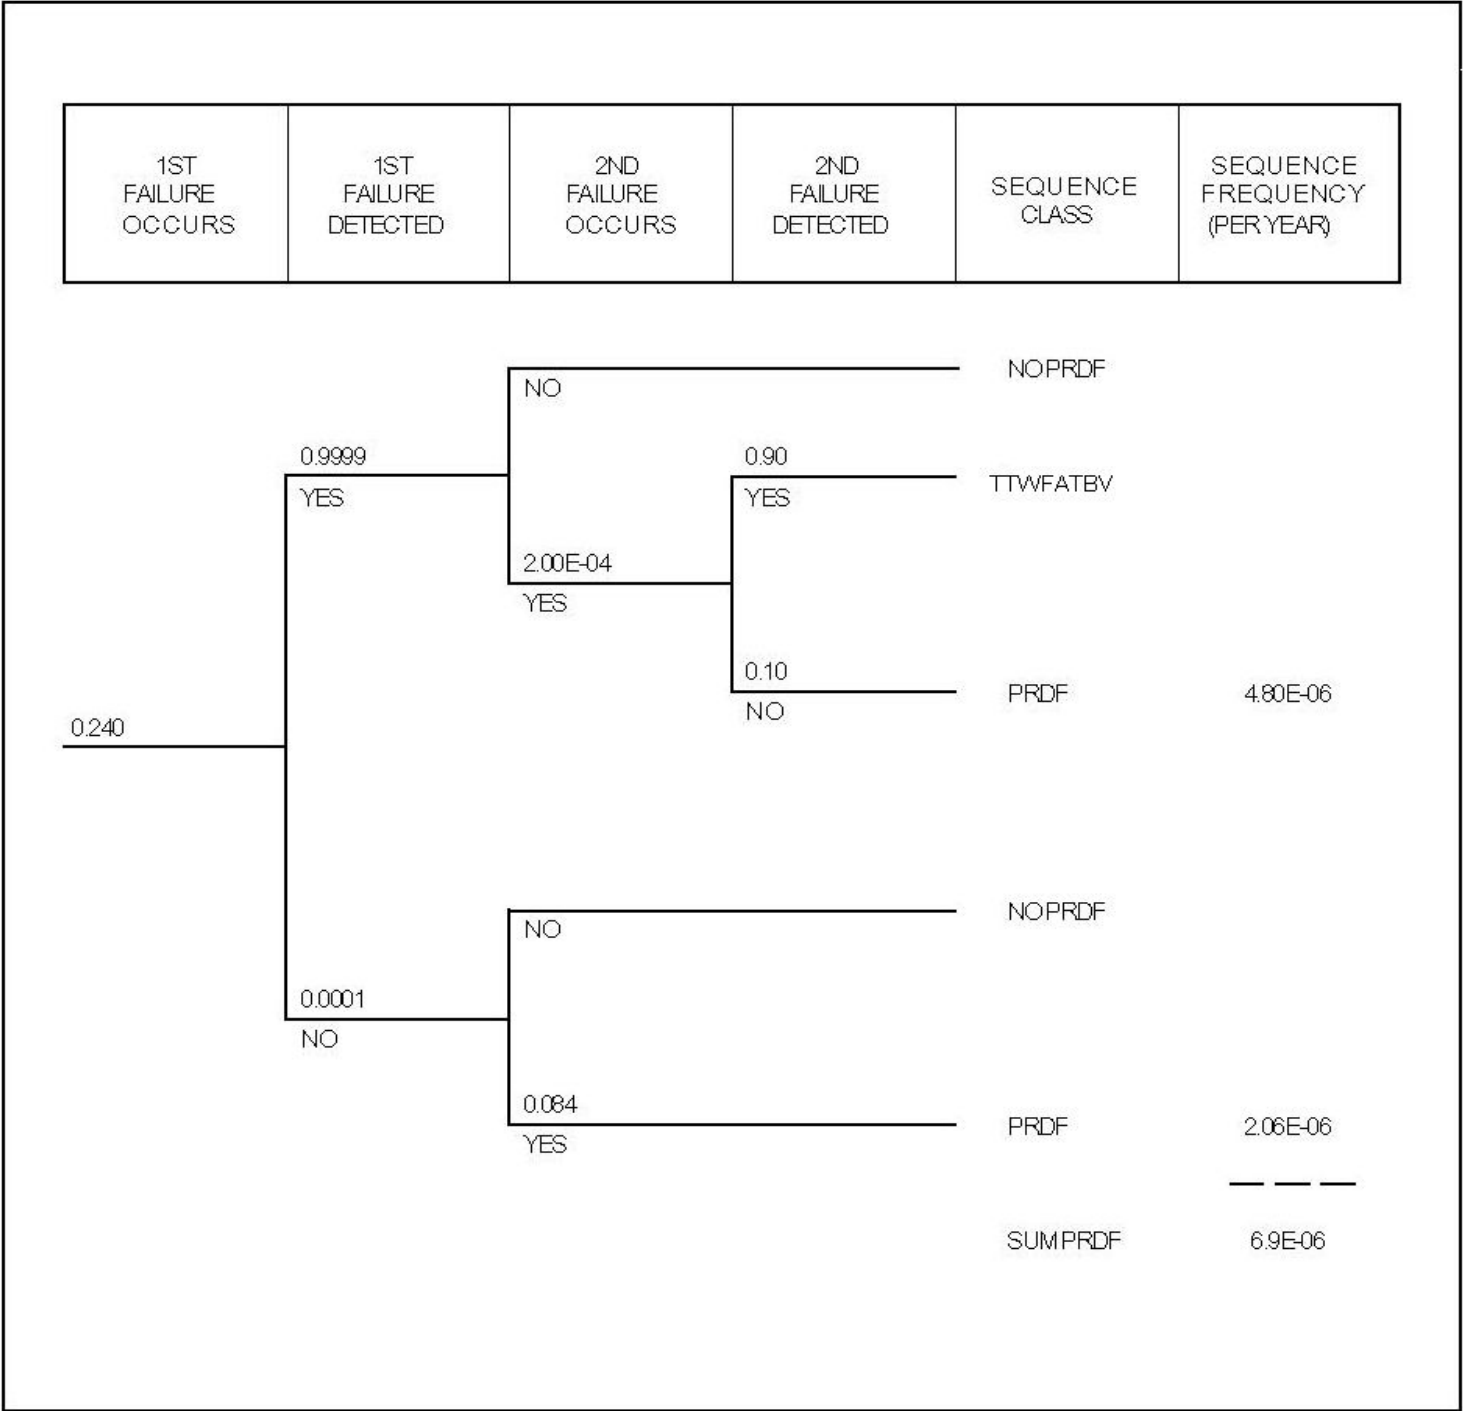 1ST
FAILURE
OCCURS
1ST
FAILURE
DETECTED
2ND
FAILURE
OCCURS
2ND
FAILURE
DETECTED
SEQUENCE
CLASS
SEQUENCE
FREQUENCY
(PER YEAR)
NO PRDF
NO
0.9999
YES
0.90
YES
TTWFATBV
2.00E-04
YES
0.10
NO
PRDF
4.80E-06
0.240
NO PRDF
NO
0.0001
NO
0.084
YES
PRDF
2.06E-06
SUM PRDF
6.9E-06